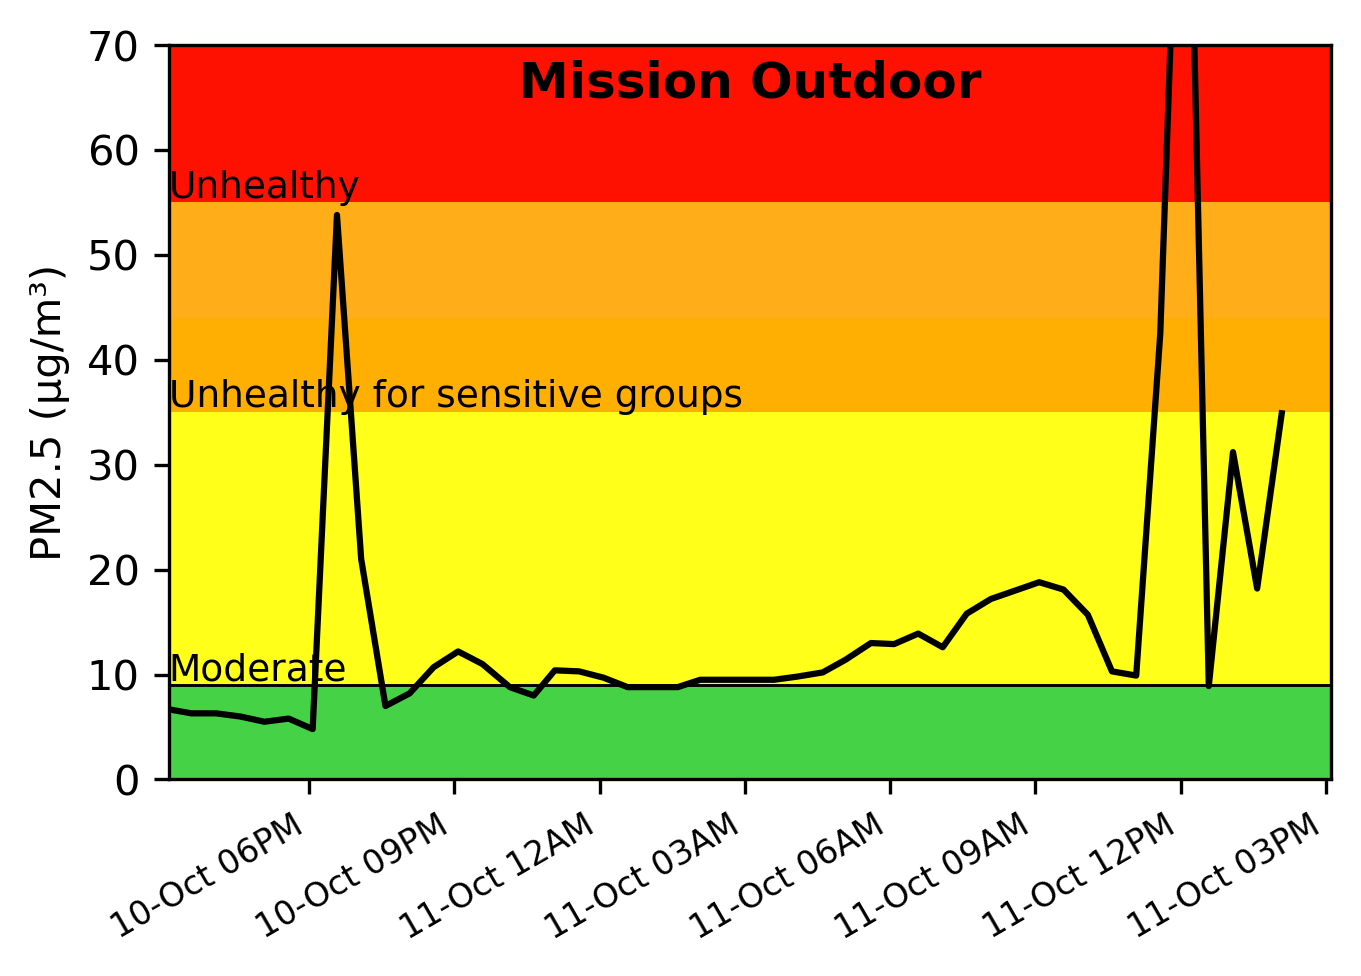 Mission Outdoor
PM2.5 (µg/m³)
70
60
50
40
30
20
10
0
Unhealthy
Unhealthy for sensitive groups
Moderate
10-Oct 06PM
10-Oct 09PM
11-Oct 12AM
11-Oct 03AM
11-Oct 06AM
11-Oct 09AM
11-Oct 12PM
11-Oct 03PM